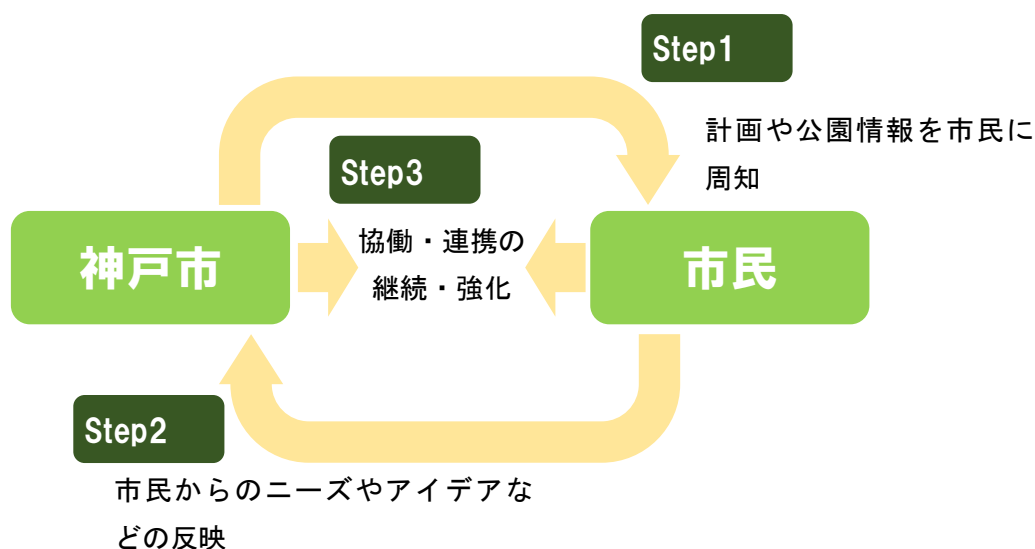 Step1
計画や公園情報を市民に
周知
Step3
協働・連携の
継続・強化
神戸市
市民
Step2
市民からのニーズやアイデアな
どの反映